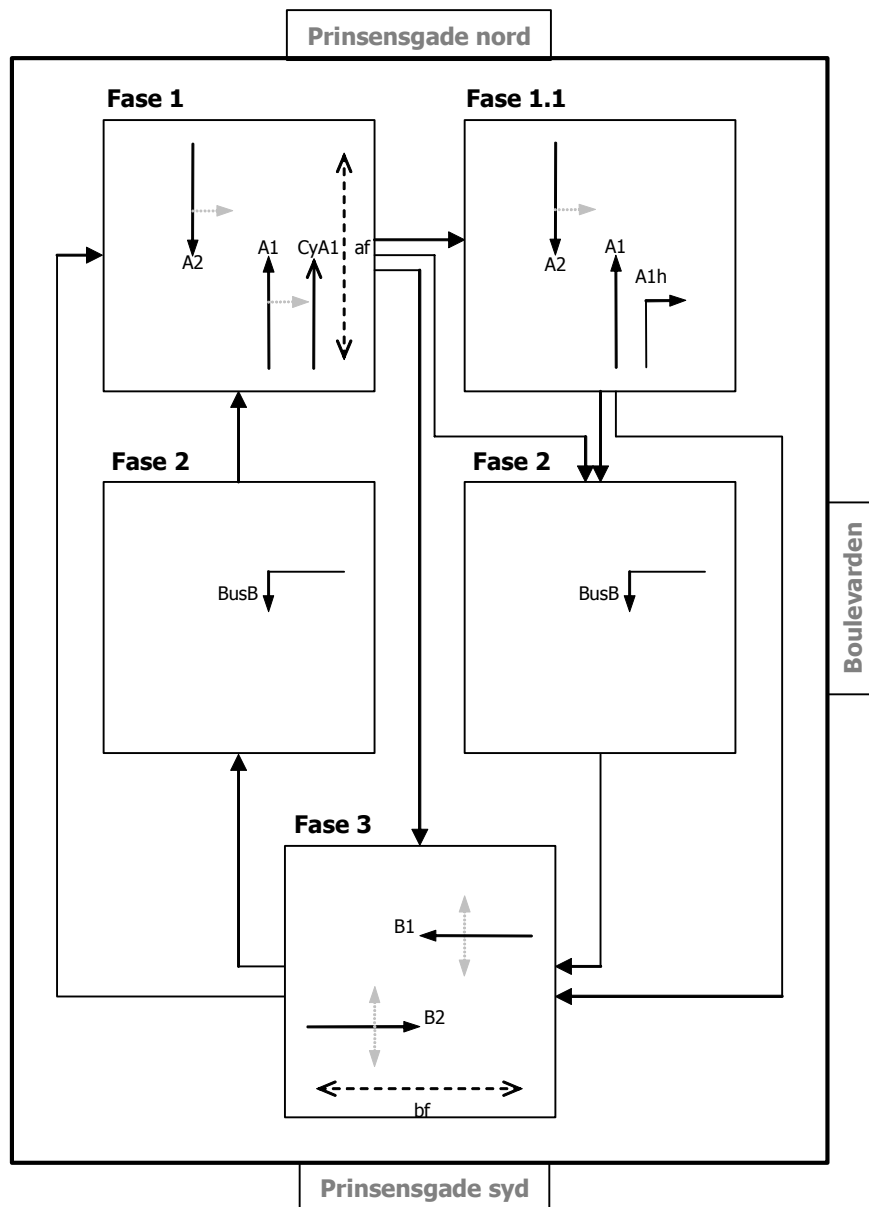 Prinsensgade nord
Fase 1
Fase 1.1
A2
A1
CyA1
af
A2
A1
A1h
Fase 2
Fase 2
BusB
BusB
Boulevarden
Fase 3
B1
B2
bf
Prinsensgade syd